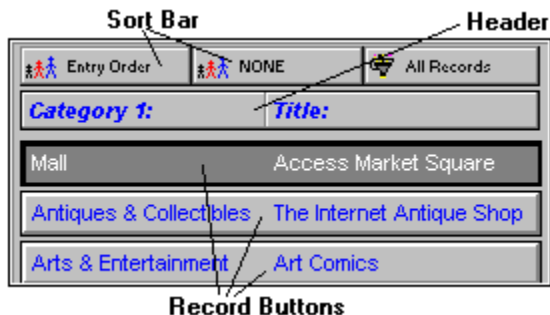 Sort Bar
Header
Entry Order NONE All Records
Category 1: Title:
Mall Access Market Square
Antiques & Collectibles The Internet Antique Shop
Arts & Entertainment Art Comics
Record Buttons